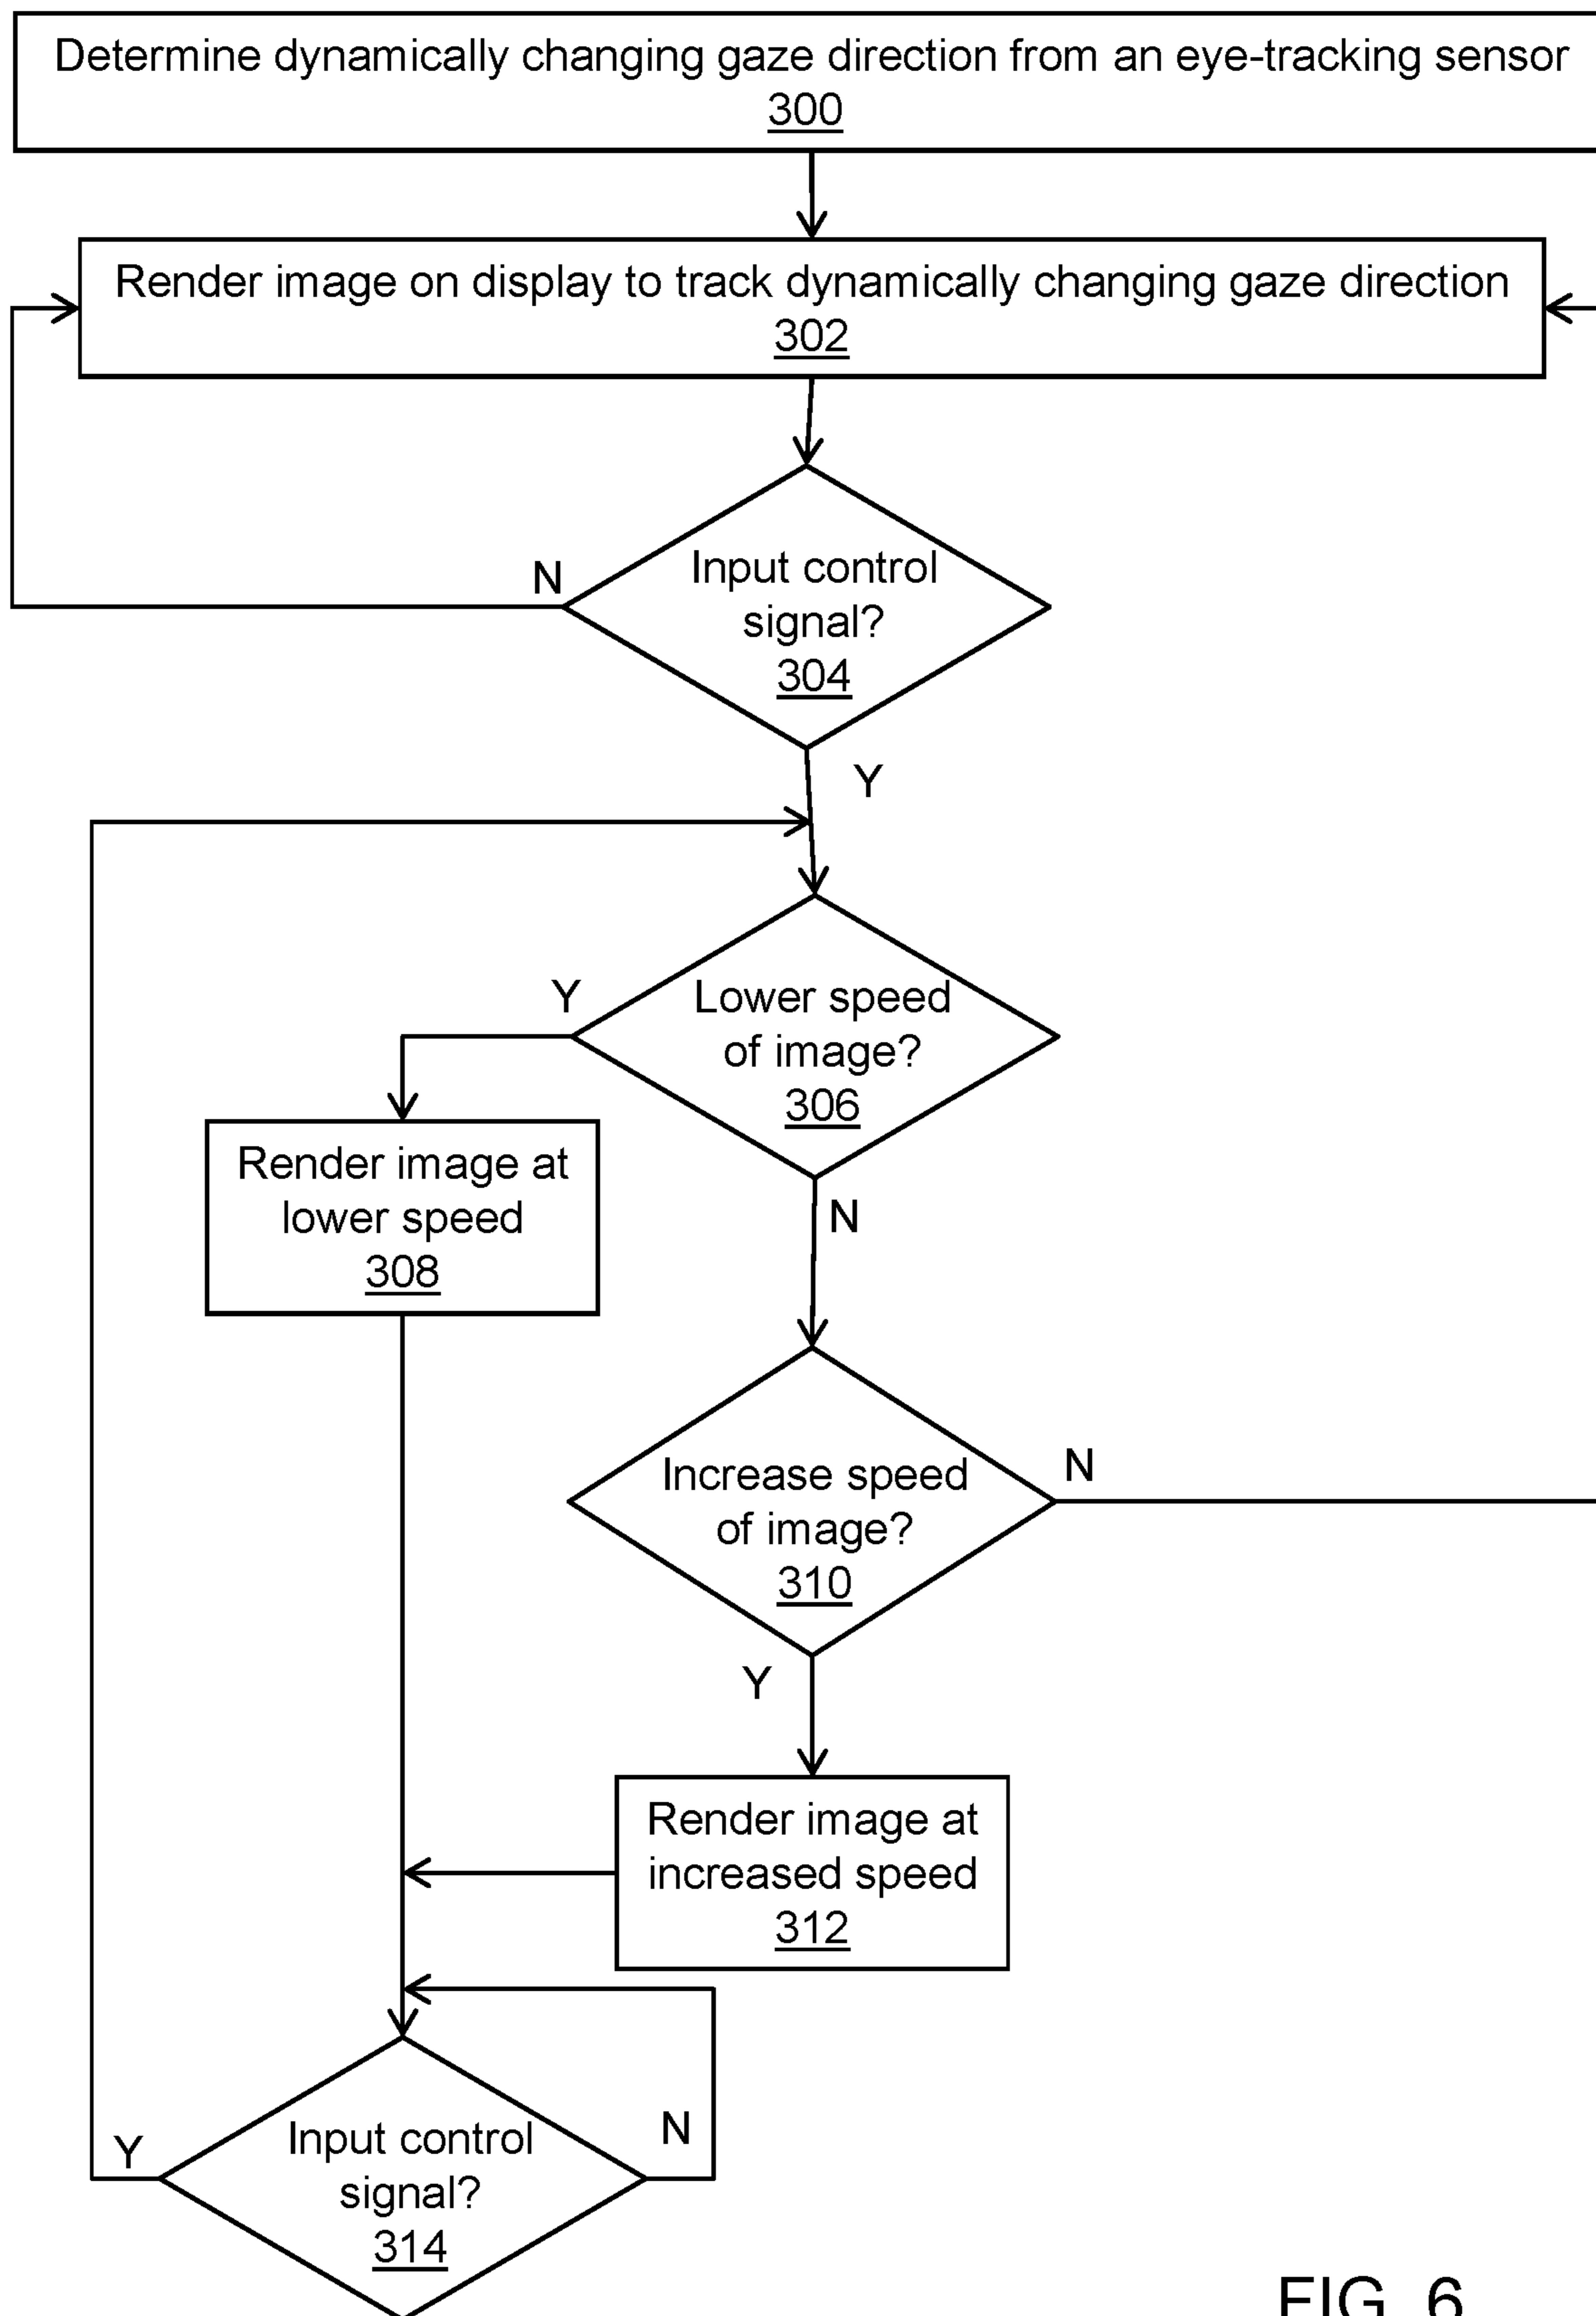 Determine dynamically changing gaze direction from an eye-tracking sensor
300
Render image on display to track dynamically changing gaze direction
302
Input control
signal?
304
N
Y
Lower speed
of image?
306
Y
N
Render image at
lower speed
308
Increase speed
of image?
310
N
Y
Render image at
increased speed
312
Input control
signal?
314
Y
N
FIG. 6